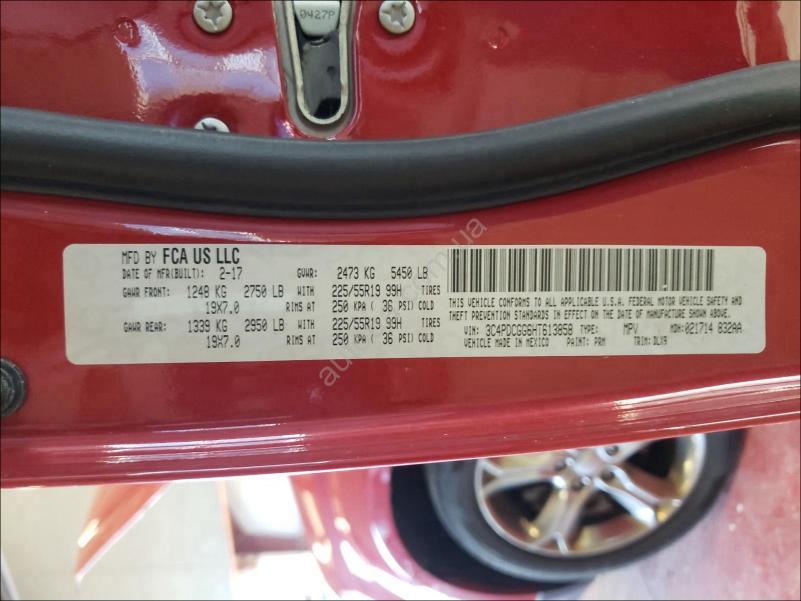 0427P
MFD BY FCA US LLC
DATE OF MFR(BUILT): 2-17 GVWR: 2473 KG 5450 LB
GAWR FRONT: 1248 KG 2750 LB WITH 225/55R19 99H TIRES
19X7.0 RIMS AT 250 KPA ( 36 PSI) COLD
GAWR REAR: 1339 KG 2950 LB WITH 225/55R19 99H TIRES
19X7.0 RIMS AT 250 KPA ( 36 PSI) COLD
THIS VEHICLE CONFORMS TO ALL APPLICABLE U.S.A. FEDERAL MOTOR VEHICLE SAFETY AND
THEFT PREVENTION STANDARDS IN EFFECT ON THE DATE OF MANUFACTURE SHOWN ABOVE.
VIN: 3C4PDCGG6HT613858 TYPE: MPV MDH: 021714 832AA
VEHICLE MADE IN MEXICO PAINT: PRM TRIM: DLX9